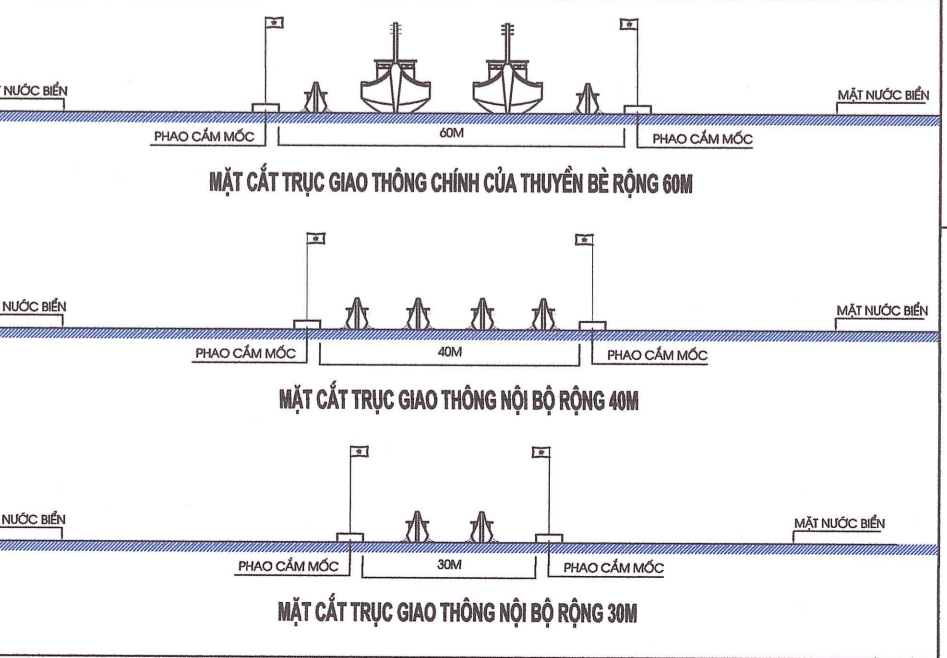 NƯỚC BIỂN
MẶT NƯỚC BIỂN
PHAO CẮM MỐC
60M
PHAO CẮM MỐC
MẶT CẮT TRỤC GIAO THÔNG CHÍNH CỦA THUYỀN BÈ RỘNG 60M
NƯỚC BIỂN
MẶT NƯỚC BIỂN
PHAO CẮM MỐC
40M
PHAO CẮM MỐC
MẶT CẮT TRỤC GIAO THÔNG NỘI BỘ RỘNG 40M
NƯỚC BIỂN
MẶT NƯỚC BIỂN
PHAO CẮM MỐC
30M
PHAO CẮM MỐC
MẶT CẮT TRỤC GIAO THÔNG NỘI BỘ RỘNG 30M